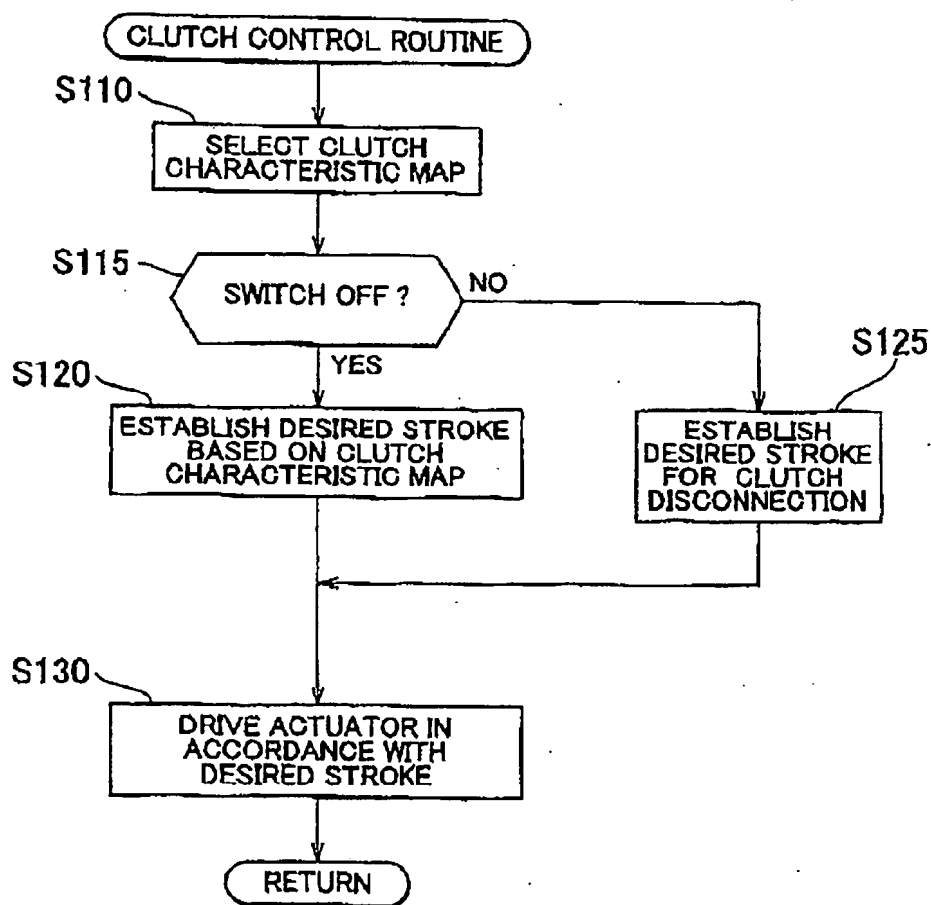 CLUTCH CONTROL ROUTINE
S110
SELECT CLUTCH
CHARACTERISTIC MAP
S115
SWITCH OFF ?
NO
YES
S120
ESTABLISH DESIRED STROKE
BASED ON CLUTCH
CHARACTERISTIC MAP
S125
ESTABLISH
DESIRED STROKE
FOR CLUTCH
DISCONNECTION
S130
DRIVE ACTUATOR IN
ACCORDANCE WITH
DESIRED STROKE
RETURN